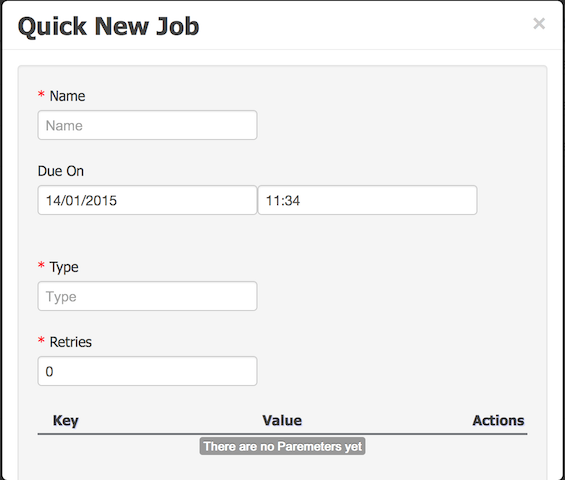 Quick New Job ×
* Name
Name
Due On
14/01/2015 11:34
* Type
Type
* Retries
0
Key Value Actions
There are no Paremeters yet